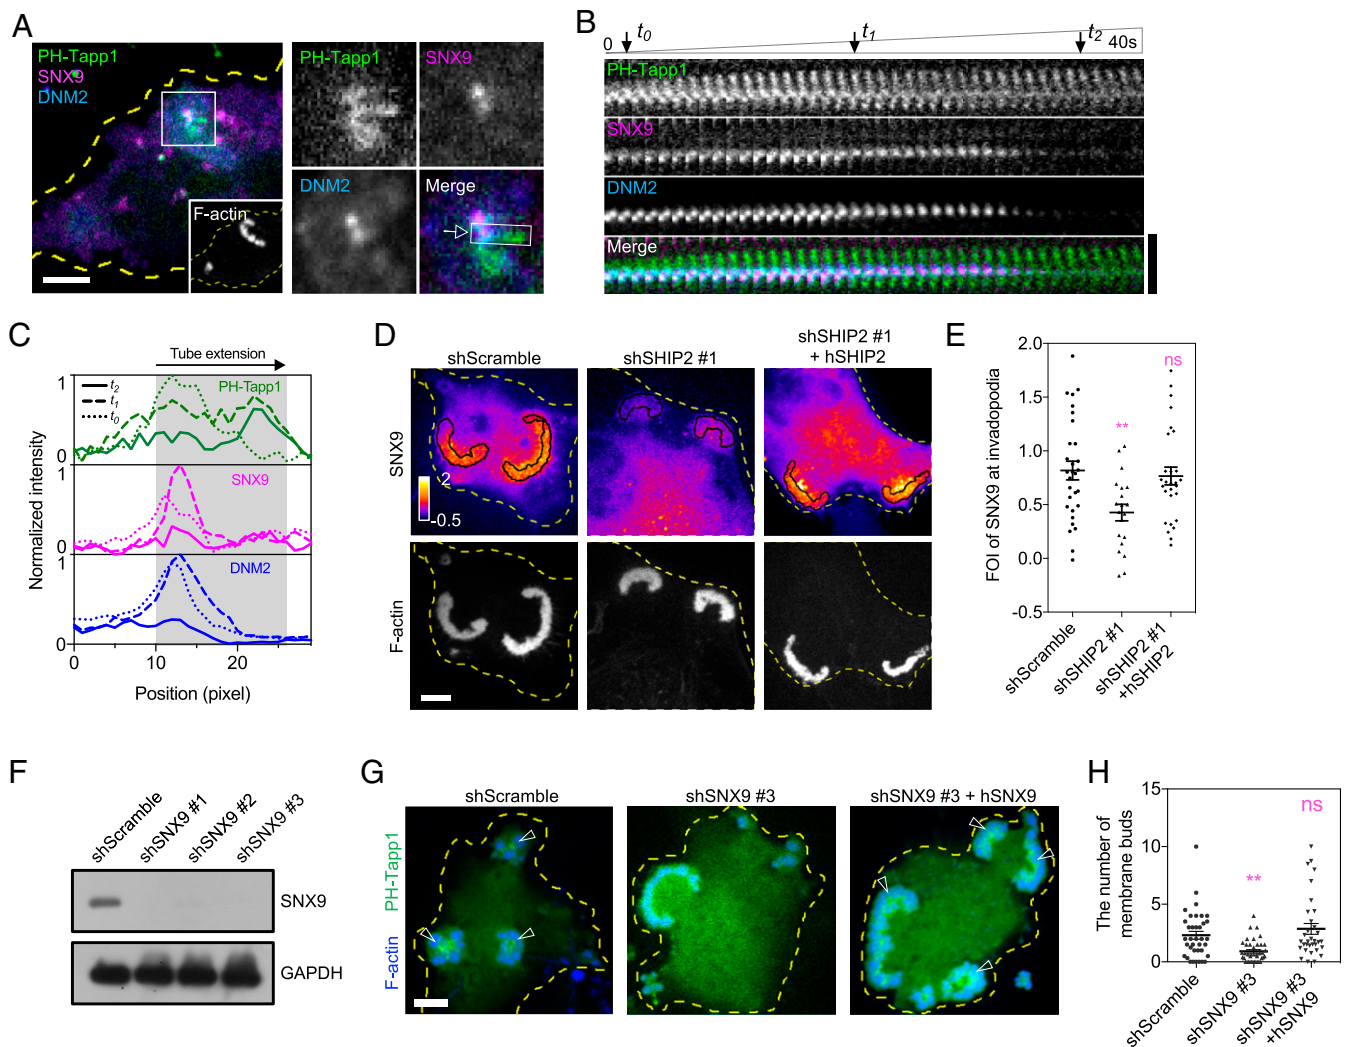 A
PH-Tapp1
SNX9
DNM2
F-actin
PH-Tapp1
SNX9
DNM2
Merge
B
0
t0
t1
t2
40s
PH-Tapp1
SNX9
DNM2
Merge
C
Tube extension
Normalized intensity
1
0
1
0
1
0
t2
t1
t0
PH-Tapp1
SNX9
DNM2
0
10
20
Position (pixel)
D
shScramble
shSHIP2 #1
shSHIP2 #1
+ hSHIP2
SNX9
2
-0.5
F-actin
E
FOI of SNX9 at invadopodia
2.0
1.5
1.0
0.5
0.0
-0.5
**
ns
shScramble
shSHIP2 #1
shSHIP2 #1
+hSHIP2
F
shScramble
shSNX9 #1
shSNX9 #2
shSNX9 #3
SNX9
GAPDH
G
shScramble
shSNX9 #3
shSNX9 #3 + hSNX9
PH-Tapp1
F-actin
H
The number of
membrane buds
15
10
5
0
**
ns
shScramble
shSNX9 #3
shSNX9 #3
+hSNX9